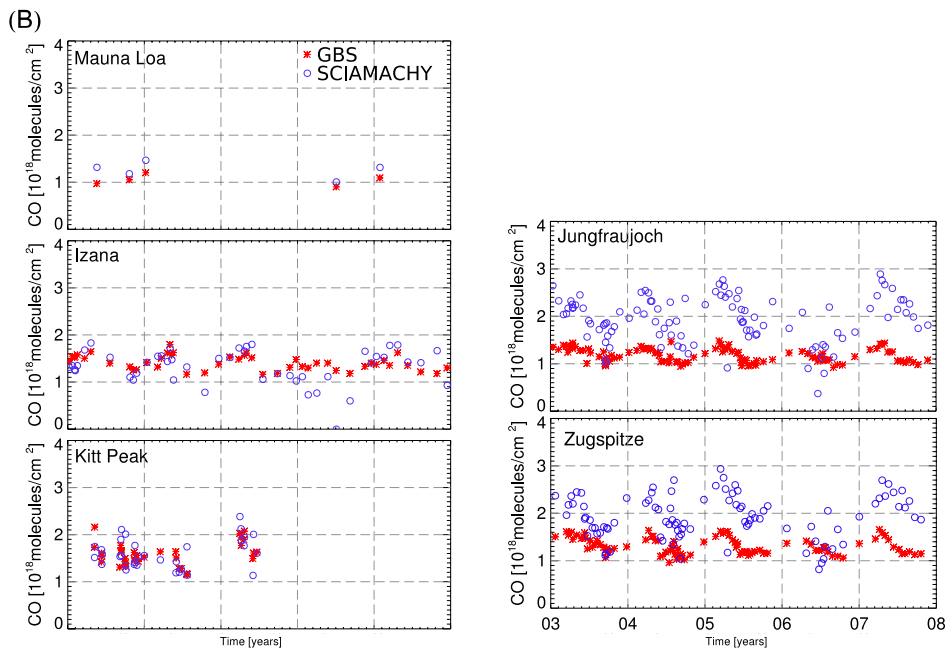 (B)
Mauna Loa
GBS
SCIAMACHY
CO [10^18 molecules/cm^2]
4
3
2
1
0
Izana
CO [10^18 molecules/cm^2]
4
3
2
1
0
Kitt Peak
CO [10^18 molecules/cm^2]
4
3
2
1
0
Time [years]
Jungfraujoch
CO [10^18 molecules/cm^2]
4
3
2
1
0
Zugspitze
CO [10^18 molecules/cm^2]
4
3
2
1
0
03 04 05 06 07 08
Time [years]